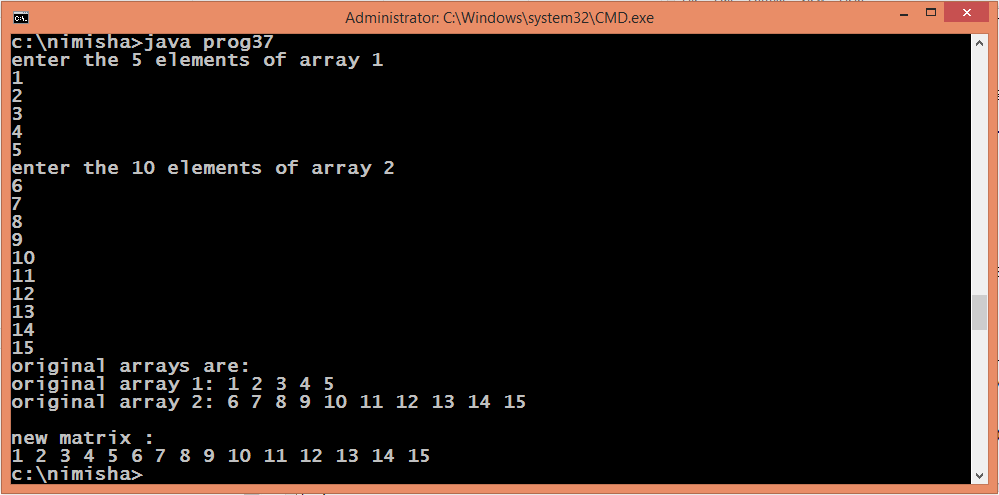 Administrator: C:\Windows\system32\CMD.exe
c:\nimisha>java prog37
enter the 5 elements of array 1
1
2
3
4
5
enter the 10 elements of array 2
6
7
8
9
10
11
12
13
14
15
original arrays are:
original array 1: 1 2 3 4 5
original array 2: 6 7 8 9 10 11 12 13 14 15
new matrix :
1 2 3 4 5 6 7 8 9 10 11 12 13 14 15
c:\nimisha>